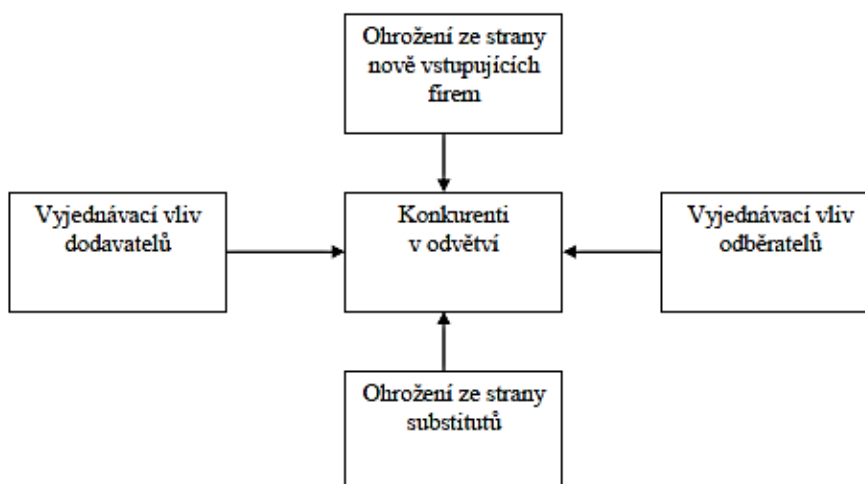 Ohrožení ze strany
nově vstupujících
firem
Vyjednávací vliv
dodavatelů
Konkurenti
v odvětví
Vyjednávací vliv
odběratelů
Ohrožení ze strany
substitutů